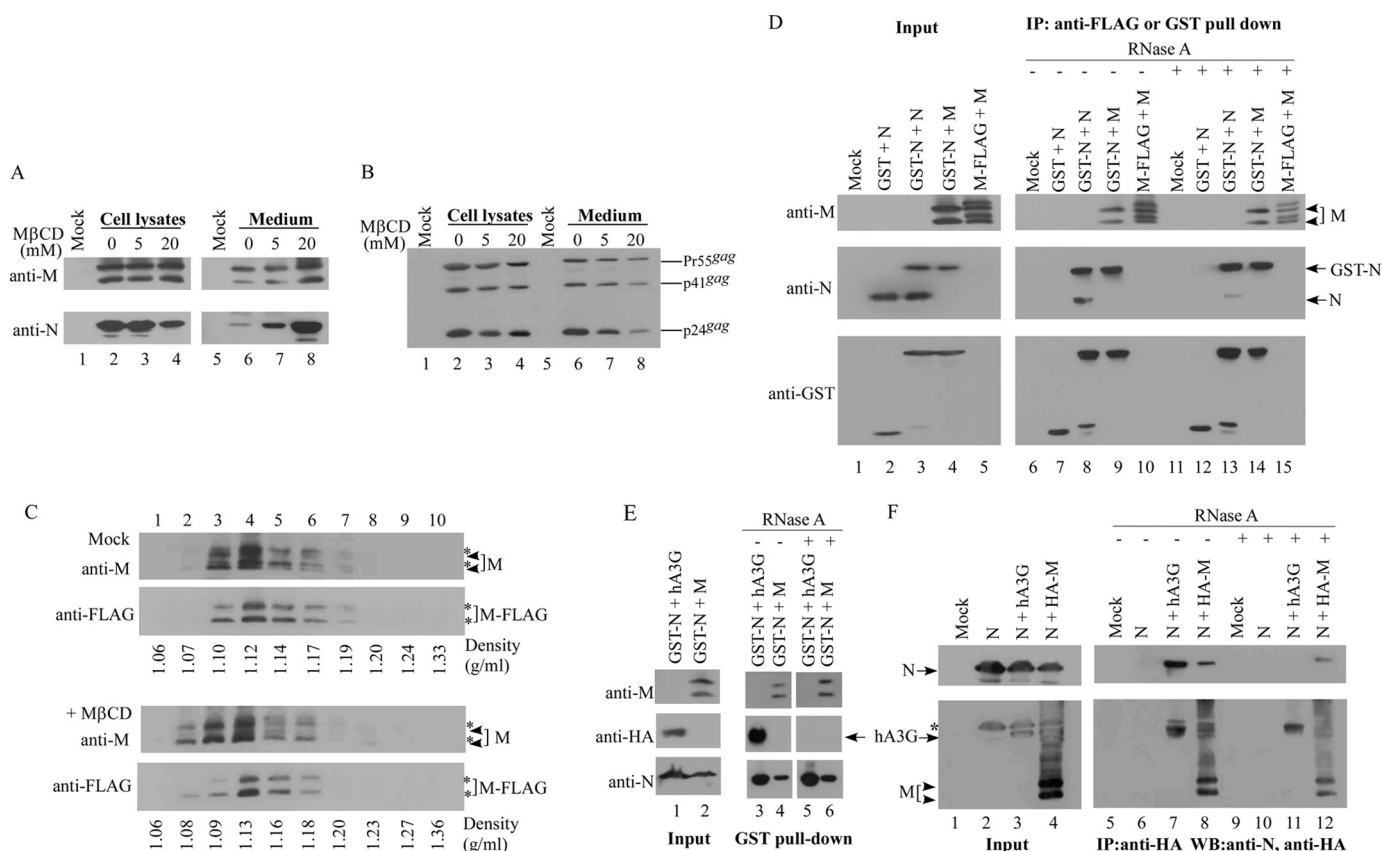 A
Mock Cell lysates Mock Medium
MβCD (mM) 0 5 20 0 5 20
anti-M
anti-N
1 2 3 4 5 6 7 8
B
Mock Cell lysates Mock Medium
MβCD (mM) 0 5 20 0 5 20
Pr55gag
p41gag
p24gag
1 2 3 4 5 6 7 8
C
1 2 3 4 5 6 7 8 9 10
Mock
anti-M * * ]M
anti-FLAG * * ]M-FLAG
1.06 1.07 1.10 1.12 1.14 1.17 1.19 1.20 1.24 1.33 Density (g/ml)
+ MβCD
anti-M * * ] M
anti-FLAG * * ]M-FLAG
1.06 1.08 1.09 1.13 1.16 1.18 1.20 1.23 1.27 1.36 Density (g/ml)
D
Input IP: anti-FLAG or GST pull down
RNase A
- - - - - + + + + +
Mock GST + N GST-N + N GST-N + M M-FLAG + M Mock GST + N GST-N + N GST-N + M M-FLAG + M Mock GST + N GST-N + N GST-N + M M-FLAG + M
anti-M ] M
anti-N GST-N
N
anti-GST
1 2 3 4 5 6 7 8 9 10 11 12 13 14 15
E
RNase A
- - + +
GST-N + hA3G GST-N + M GST-N + hA3G GST-N + M GST-N + hA3G GST-N + M
anti-M
anti-HA
anti-N
1 2 3 4 5 6
Input GST pull-down
F
RNase A
- - - - + + + +
Mock N N + hA3G N + HA-M Mock N N + hA3G N + HA-M Mock N N + hA3G N + HA-M
N
*
hA3G
M[
1 2 3 4 5 6 7 8 9 10 11 12
Input IP:anti-HA WB:anti-N, anti-HA